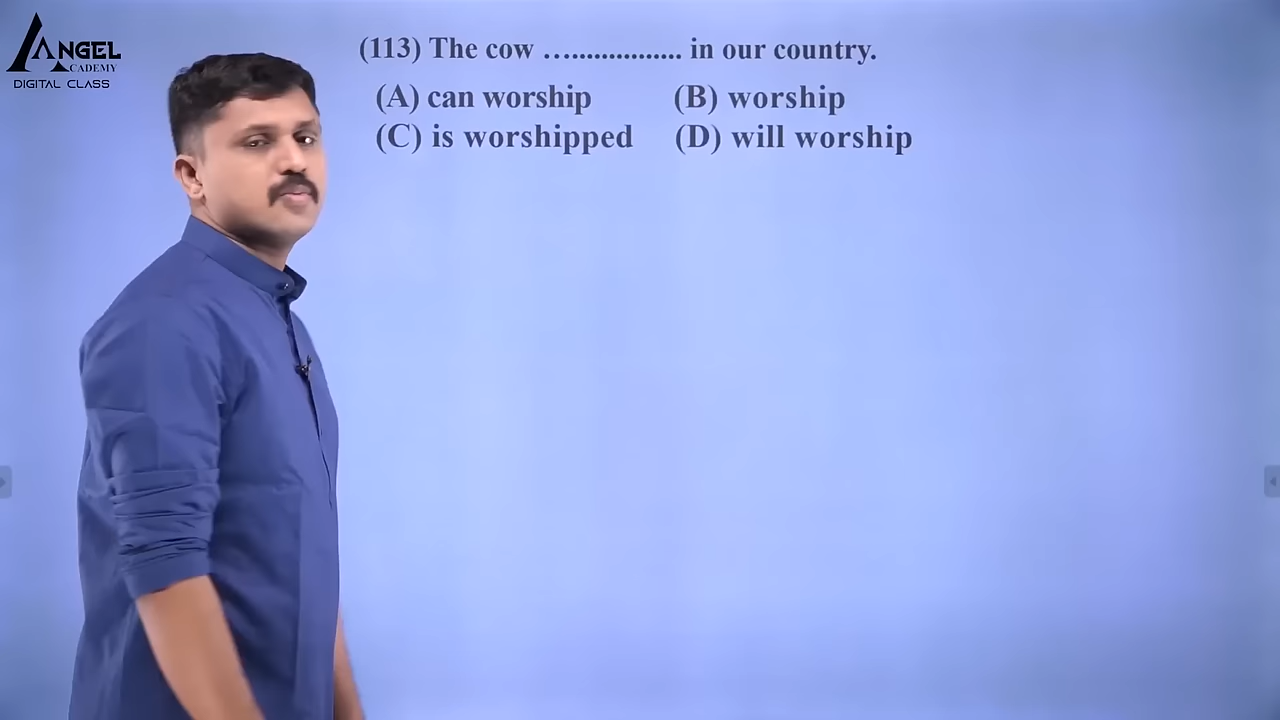 ANGEL
ACADEMY
DIGITAL CLASS
(113) The cow …................ in our country.
(A) can worship (B) worship
(C) is worshipped (D) will worship